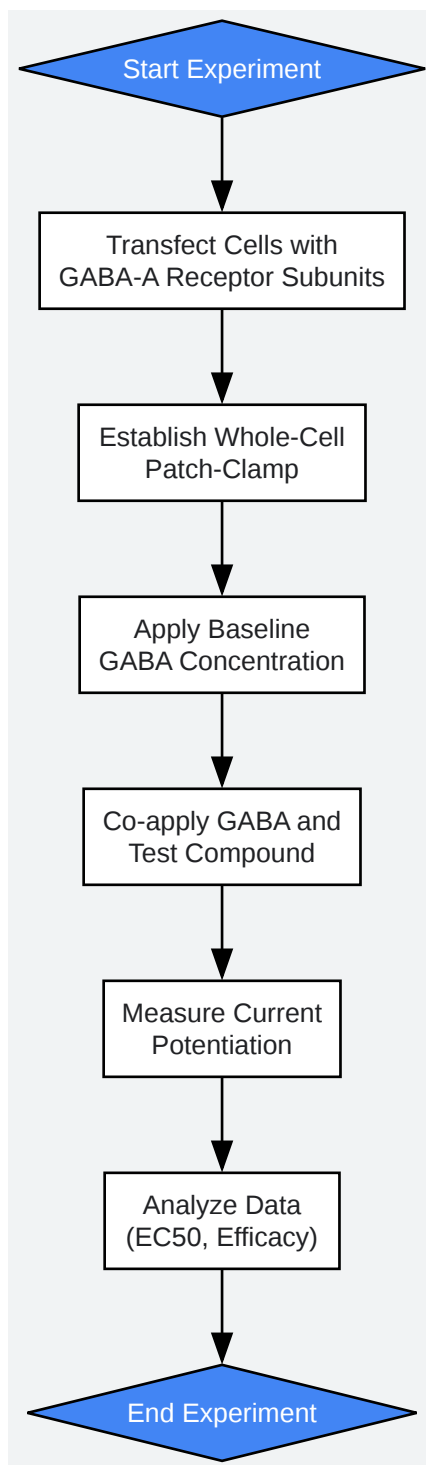 Start Experiment
Transfect Cells with
GABA-A Receptor Subunits
Establish Whole-Cell
Patch-Clamp
Apply Baseline
GABA Concentration
Co-apply GABA and
Test Compound
Measure Current
Potentiation
Analyze Data
(EC50, Efficacy)
End Experiment